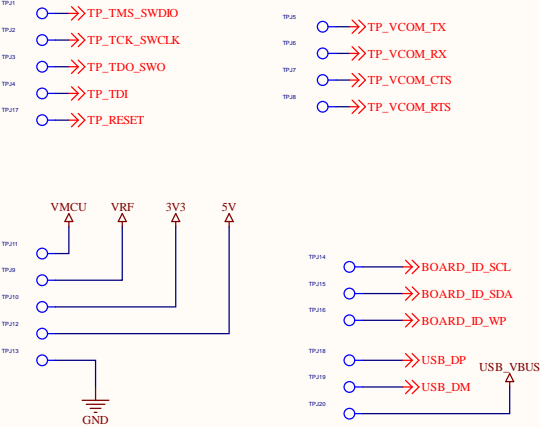 TPJ1
TP_TMS_SWDIO
TPJ2
TP_TCK_SWCLK
TPJ3
TP_TDO_SWO
TPJ4
TP_TDI
TPJ17
TP_RESET
TPJ5
TP_VCOM_TX
TPJ6
TP_VCOM_RX
TPJ7
TP_VCOM_CTS
TPJ8
TP_VCOM_RTS
VMCU VRF 3V3 5V
TPJ11
TPJ9
TPJ10
TPJ12
TPJ13
GND
TPJ14
BOARD_ID_SCL
TPJ15
BOARD_ID_SDA
TPJ16
BOARD_ID_WP
TPJ18
USB_DP
TPJ19
USB_DM
USB_VBUS
TPJ20